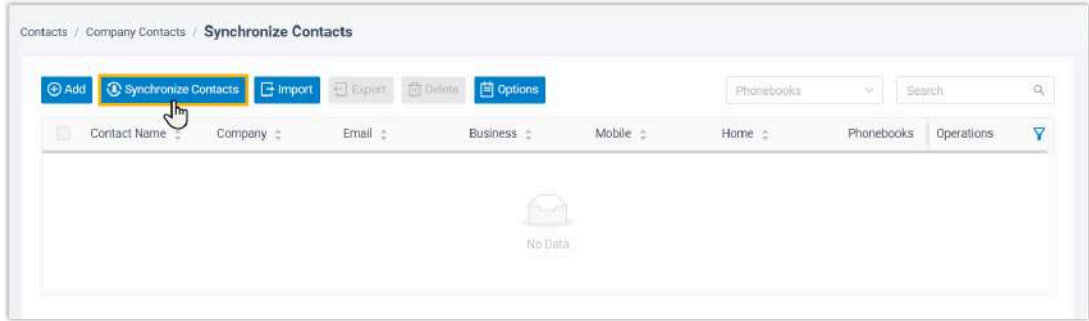 Contacts / Company Contacts / Synchronize Contacts
Add Synchronize Contacts Import Export Delete Options Phonebooks Search
Contact Name Company Email Business Mobile Home Phonebooks Operations
No Data